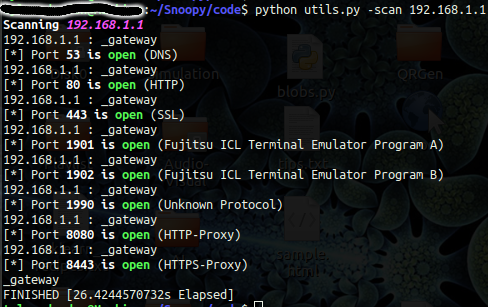 :~/Snoopy/code$ python utils.py -scan 192.168.1.1
Scanning 192.168.1.1
192.168.1.1 : _gateway
[*] Port 53 is open (DNS)
192.168.1.1 : _gateway
[*] Port 80 is open (HTTP)
192.168.1.1 : _gateway
[*] Port 443 is open (SSL)
192.168.1.1 : _gateway
[*] Port 1901 is open (Fujitsu ICL Terminal Emulator Program A)
192.168.1.1 : _gateway
[*] Port 1902 is open (Fujitsu ICL Terminal Emulator Program B)
192.168.1.1 : _gateway
[*] Port 1990 is open (Unknown Protocol)
192.168.1.1 : _gateway
[*] Port 8080 is open (HTTP-Proxy)
192.168.1.1 : _gateway
[*] Port 8443 is open (HTTPS-Proxy)
_gateway
FINISHED [26.4244570732s Elapsed]
blobs.py
QRGen